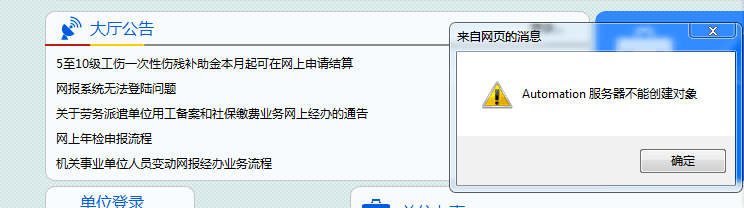 大厅公告
5至10级工伤一次性伤残补助金本月起可在网上申请结算
网报系统无法登陆问题
关于劳务派遣单位用工备案和社保缴费业务网上经办的通告
网上年检申报流程
机关事业单位人员变动网报经办业务流程
来自网页的消息
Automation 服务器不能创建对象
确定
单位登录